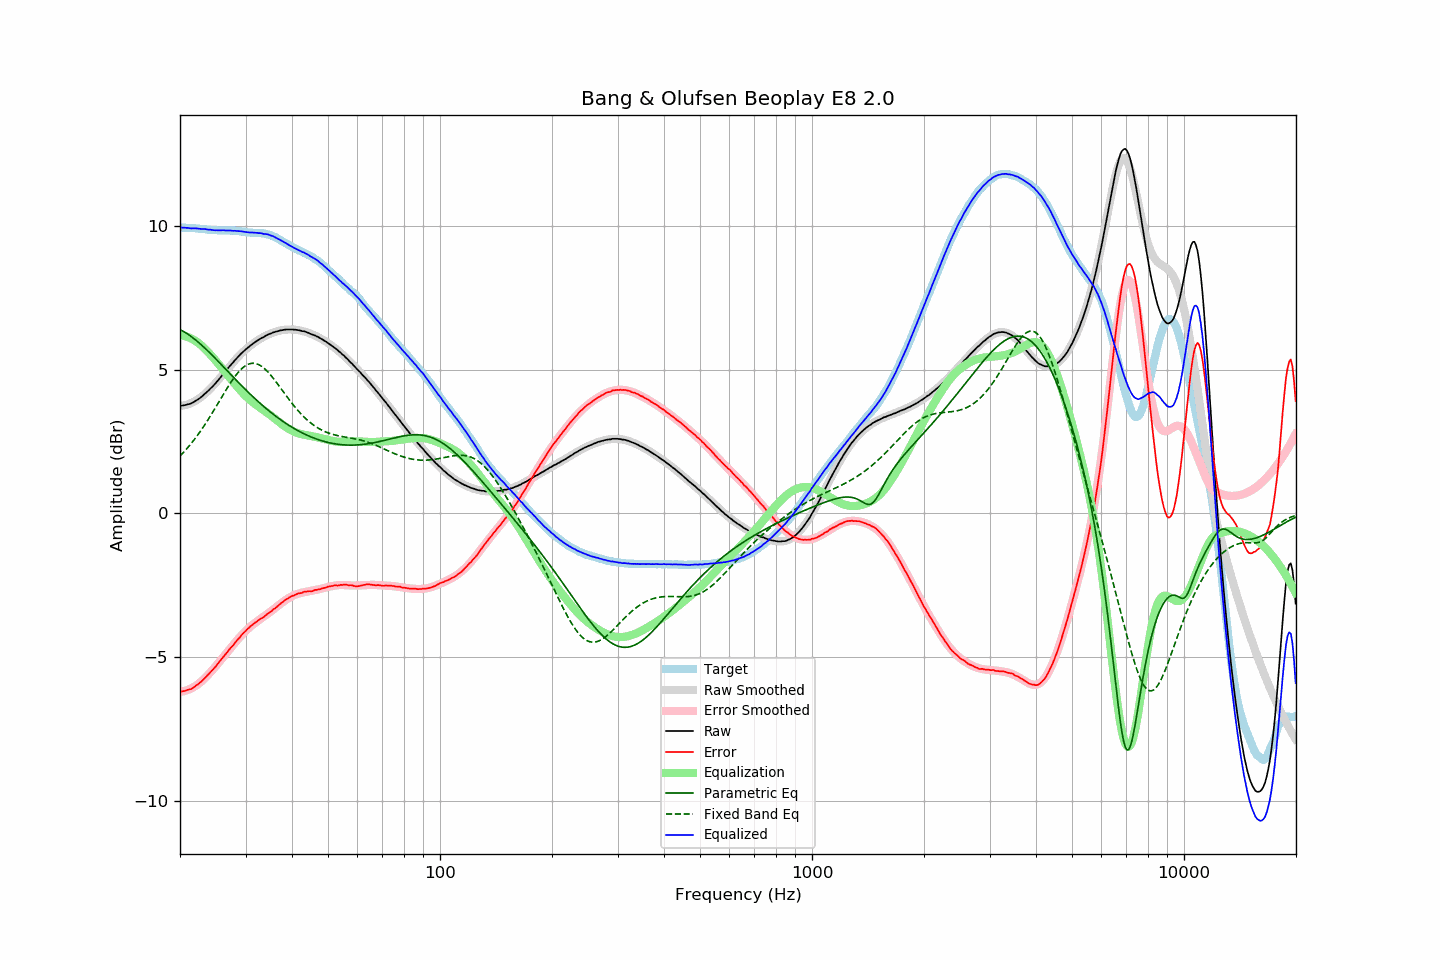 Bang & Olufsen Beoplay E8 2.0
Amplitude (dBr)
10
5
0
−5
−10
100
1000
10000
Frequency (Hz)
Target
Raw Smoothed
Error Smoothed
Raw
Error
Equalization
Parametric Eq
Fixed Band Eq
Equalized